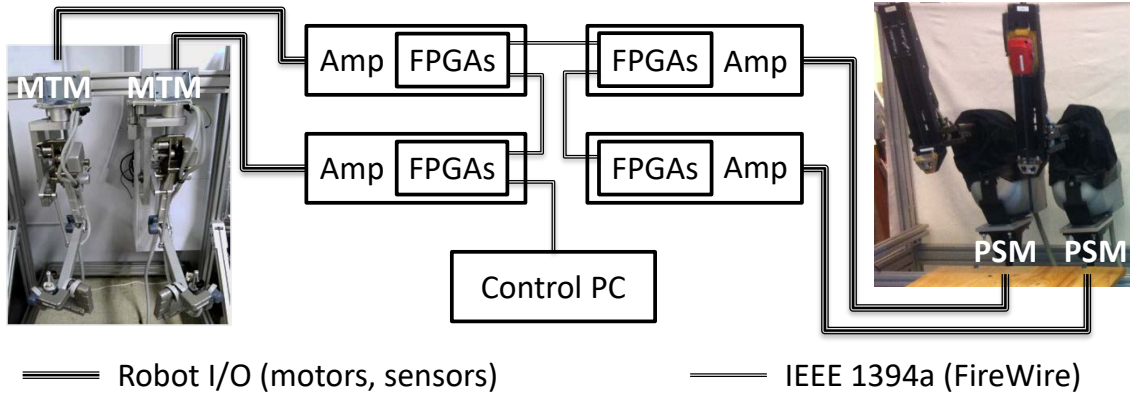 MTM MTM
Amp FPGAs
FPGAs Amp
Amp FPGAs
FPGAs Amp
Control PC
PSM PSM
Robot I/O (motors, sensors)
IEEE 1394a (FireWire)